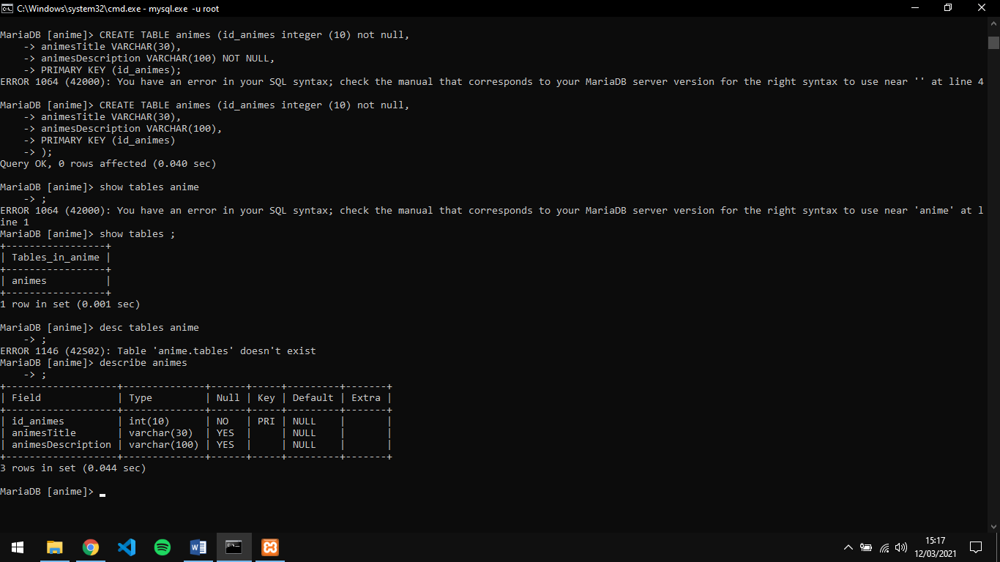 C:\Windows\system32\cmd.exe - mysql.exe -u root
MariaDB [anime]> CREATE TABLE animes (id_animes integer (10) not null,
    -> animesTitle VARCHAR(30),
    -> animesDescription VARCHAR(100) NOT NULL,
    -> PRIMARY KEY (id_animes);
ERROR 1064 (42000): You have an error in your SQL syntax; check the manual that corresponds to your MariaDB server version for the right syntax to use near '' at line 4
MariaDB [anime]> CREATE TABLE animes (id_animes integer (10) not null,
    -> animesTitle VARCHAR(30),
    -> animesDescription VARCHAR(100),
    -> PRIMARY KEY (id_animes)
    -> );
Query OK, 0 rows affected (0.040 sec)
MariaDB [anime]> show tables anime
    -> ;
ERROR 1064 (42000): You have an error in your SQL syntax; check the manual that corresponds to your MariaDB server version for the right syntax to use near 'anime' at l
ine 1
MariaDB [anime]> show tables ;
+-----------------+
| Tables_in_anime |
+-----------------+
| animes          |
+-----------------+
1 row in set (0.001 sec)
MariaDB [anime]> desc tables anime
    -> ;
ERROR 1146 (42S02): Table 'anime.tables' doesn't exist
MariaDB [anime]> describe animes
    -> ;
+-------------------+--------------+------+-----+---------+-------+
| Field             | Type         | Null | Key | Default | Extra |
+-------------------+--------------+------+-----+---------+-------+
| id_animes         | int(10)      | NO   | PRI | NULL    |       |
| animesTitle       | varchar(30)  | YES  |     | NULL    |       |
| animesDescription | varchar(100) | YES  |     | NULL    |       |
+-------------------+--------------+------+-----+---------+-------+
3 rows in set (0.044 sec)
MariaDB [anime]>
15:17
12/03/2021